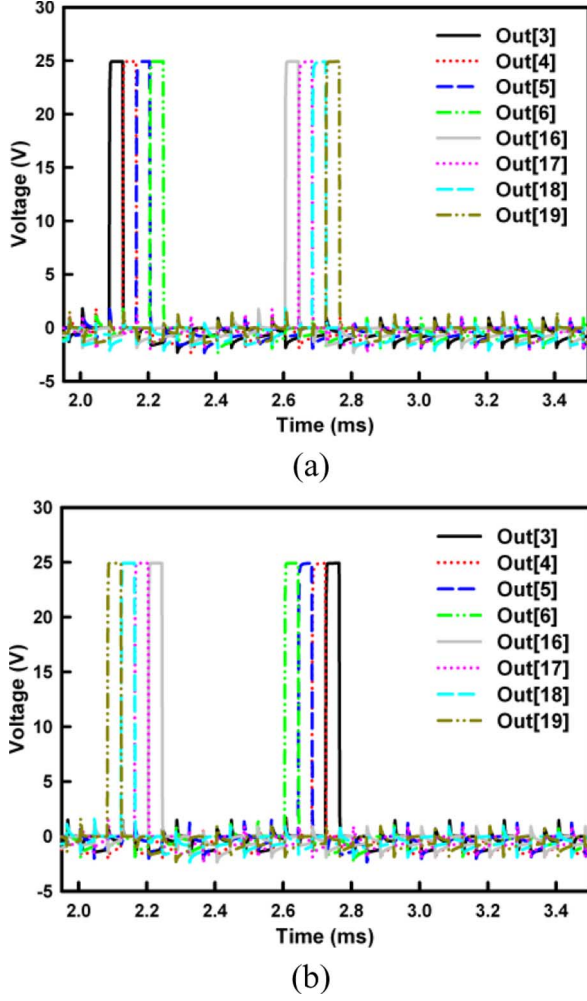 30
25
20
15
10
5
0
-5
Voltage (V)
Out[3]
Out[4]
Out[5]
Out[6]
Out[16]
Out[17]
Out[18]
Out[19]
2.0 2.2 2.4 2.6 2.8 3.0 3.2 3.4
Time (ms)
(a)
30
25
20
15
10
5
0
-5
Voltage (V)
Out[3]
Out[4]
Out[5]
Out[6]
Out[16]
Out[17]
Out[18]
Out[19]
2.0 2.2 2.4 2.6 2.8 3.0 3.2 3.4
Time (ms)
(b)